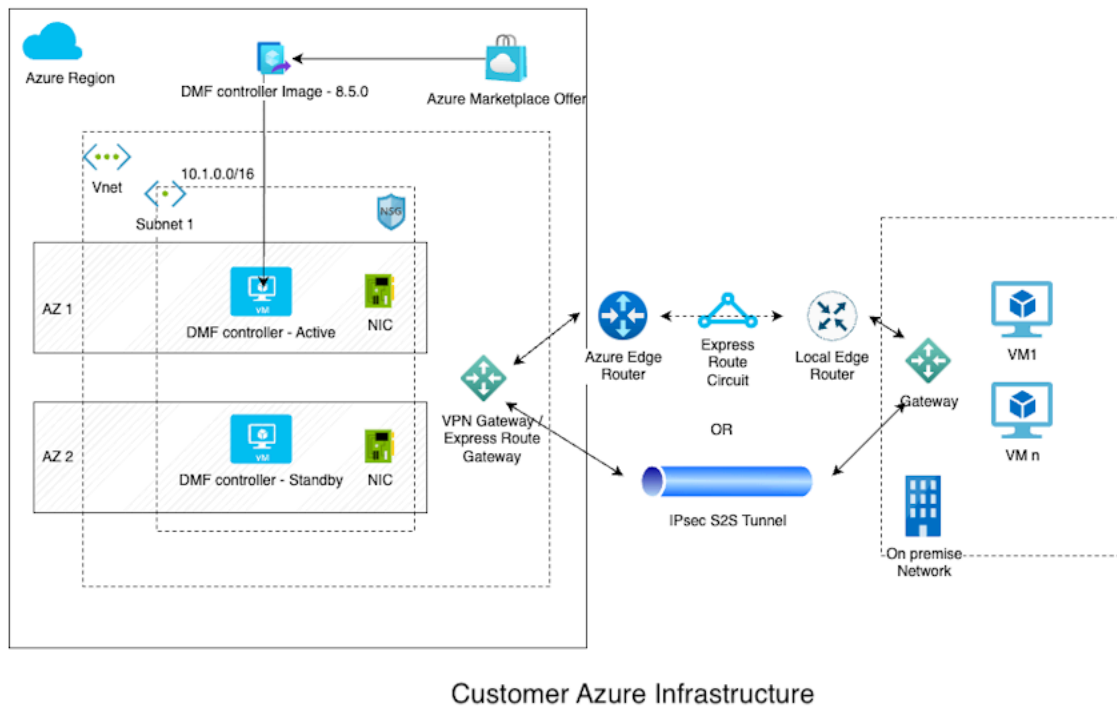 Azure Region
DMF controller Image - 8.5.0
Azure Marketplace Offer
Vnet
10.1.0.0/16
Subnet 1
NSG
AZ 1
VM
DMF controller - Active
NIC
AZ 2
VM
DMF controller - Standby
NIC
VPN Gateway /
Express Route
Gateway
Azure Edge
Router
Express
Route
Circuit
Local Edge
Router
OR
IPsec S2S Tunnel
Gateway
VM1
VM n
On premise
Network
Customer Azure Infrastructure